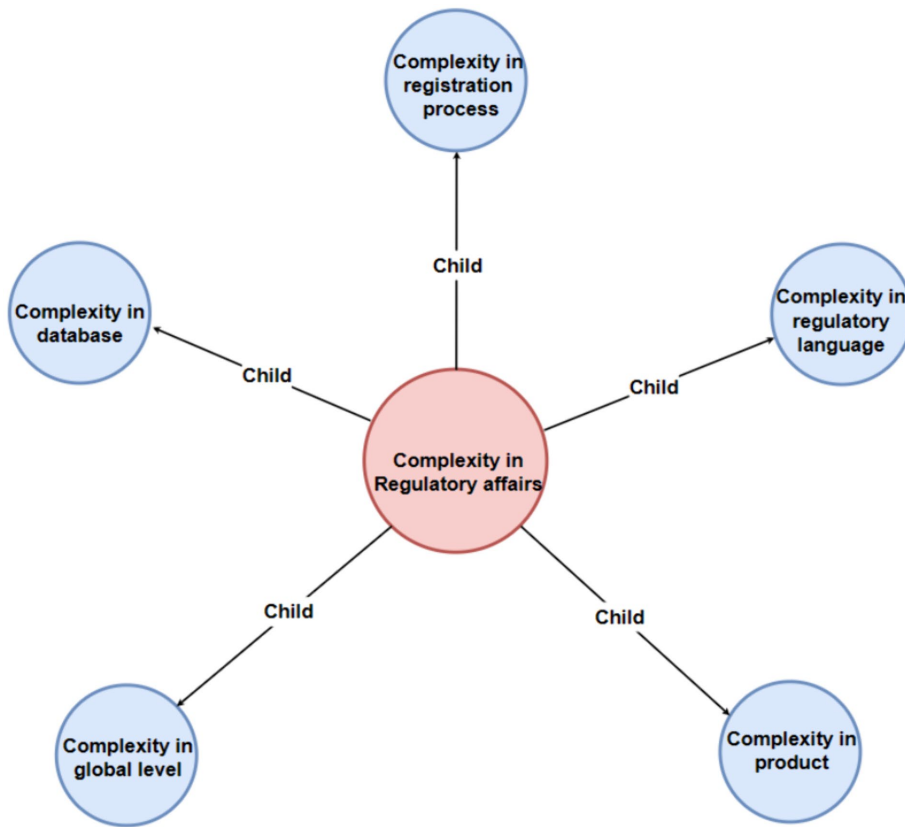 Complexity in
registration
process
Child
Complexity in
database
Child
Complexity in
regulatory
language
Child
Complexity in
Regulatory affairs
Child
Child
Complexity in
global level
Complexity in
product